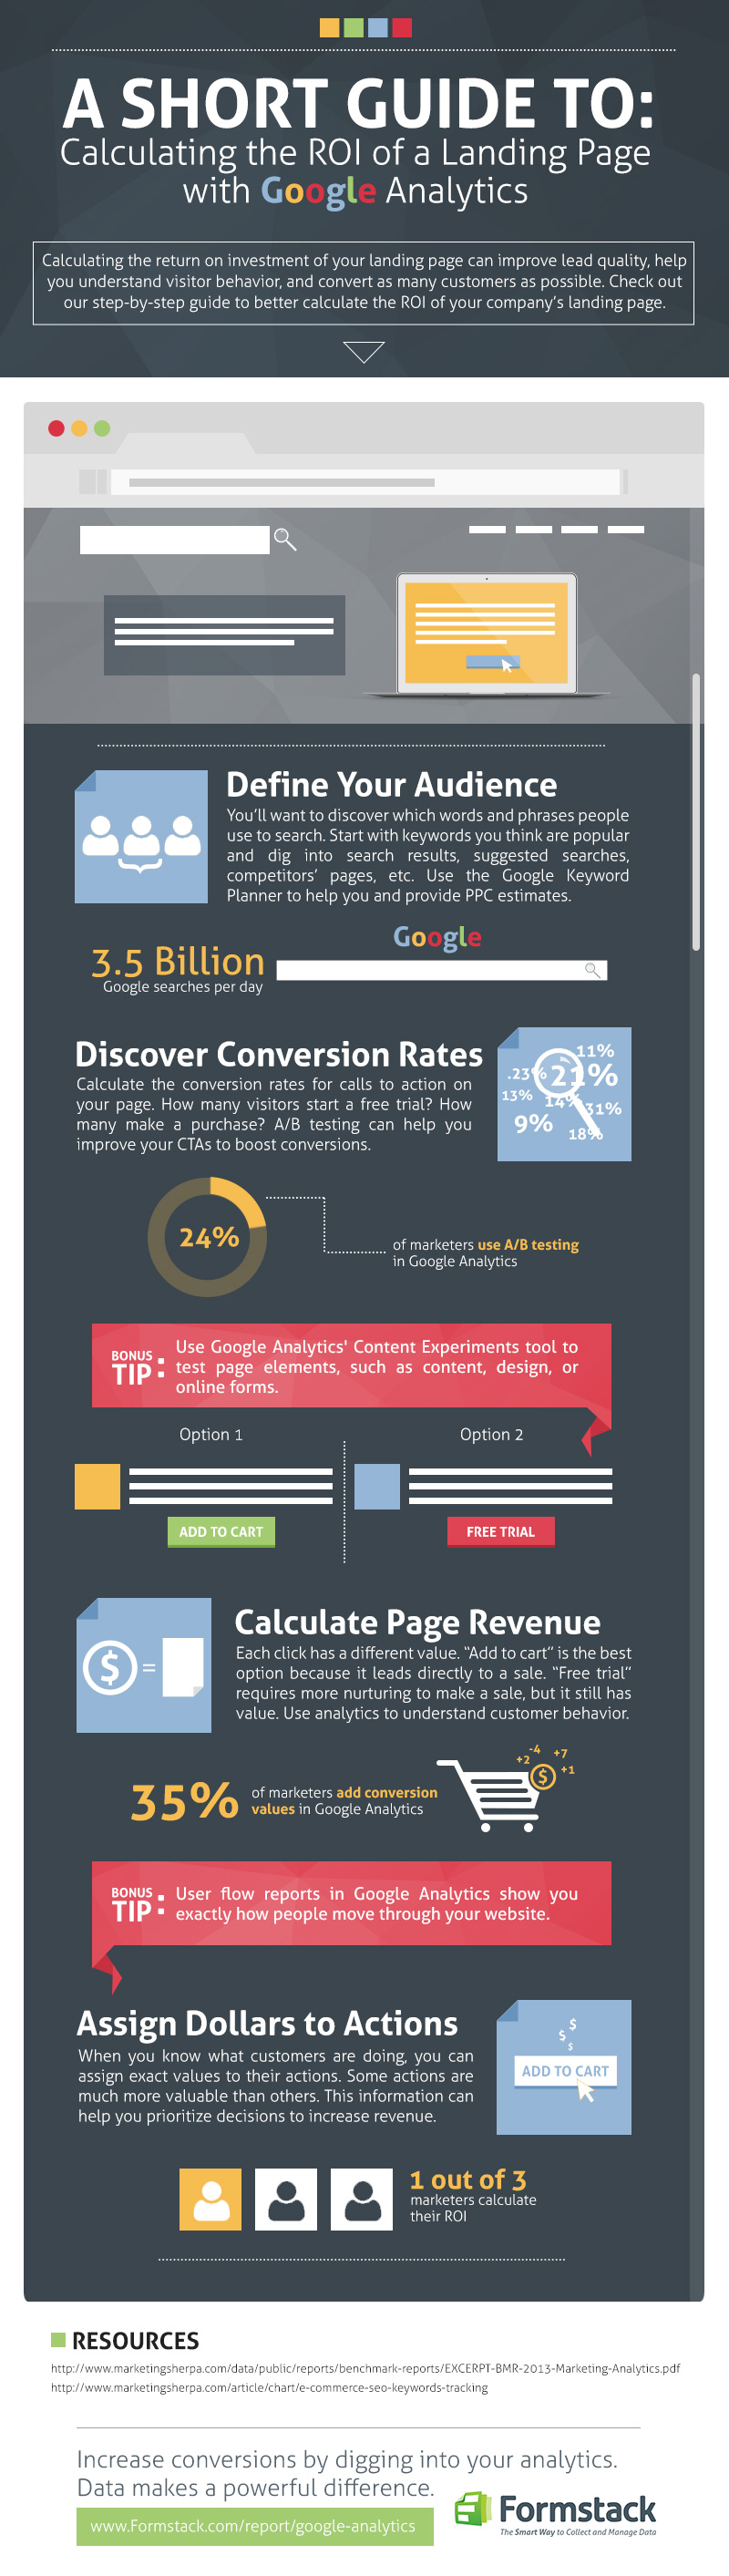 A SHORT GUIDE TO:
Calculating the ROI of a Landing Page
with Google Analytics
Calculating the return on investment of your landing page can improve lead quality, help
you understand visitor behavior, and convert as many customers as possible. Check out
our step-by-step guide to better calculate the ROI of your company's landing page.
Define Your Audience
You'll want to discover which words and phrases people
use to search. Start with keywords you think are popular
and dig into search results, suggested searches,
competitors' pages, etc. Use the Google Keyword
Planner to help you and provide PPC estimates.
Google
3.5 Billion
Google searches per day
Discover Conversion Rates
Calculate the conversion rates for calls to action on
your page. How many visitors start a free trial? How
many make a purchase? A/B testing can help you
improve your CTAs to boost conversions.
11%
.23% 21%
13% 14% 31%
9% 18%
24%
of marketers use A/B testing
in Google Analytics
BONUS
TIP:
Use Google Analytics' Content Experiments tool to
test page elements, such as content, design, or
online forms.
Option 1
Option 2
ADD TO CART
FREE TRIAL
Calculate Page Revenue
Each click has a different value. "Add to cart" is the best
option because it leads directly to a sale. "Free trial"
requires more nurturing to make a sale, but it still has
value. Use analytics to understand customer behavior.
$ =
35%
of marketers add conversion
values in Google Analytics
-4 +7
+2 $ +1
BONUS
TIP:
User flow reports in Google Analytics show you
exactly how people move through your website.
Assign Dollars to Actions
When you know what customers are doing, you can
assign exact values to their actions. Some actions are
much more valuable than others. This information can
help you prioritize decisions to increase revenue.
$
$
$
ADD TO CART
1 out of 3
marketers calculate
their ROI
RESOURCES
http://www.marketingsherpa.com/data/public/reports/benchmark-reports/EXCERPT-BMR-2013-Marketing-Analytics.pdf
http://www.marketingsherpa.com/article/chart/e-commerce-seo-keywords-tracking
Increase conversions by digging into your analytics.
Data makes a powerful difference.
www.Formstack.com/report/google-analytics
Formstack
The Smart Way to Collect and Manage Data